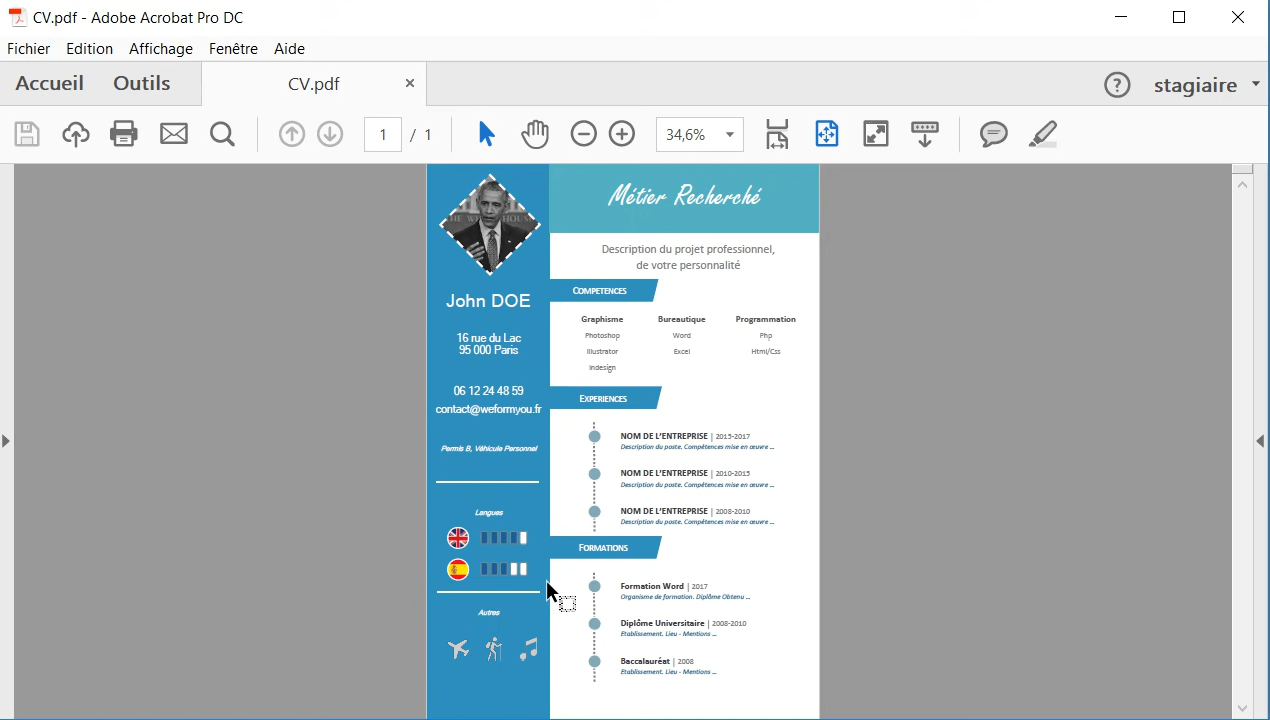 CV.pdf - Adobe Acrobat Pro DC
Fichier Edition Affichage Fenêtre Aide
Accueil Outils CV.pdf × ? stagiaire
1 / 1 34,6%
THE WHOUS
Métier Recherché
Description du projet professionnel,
de votre personnalité
John DOE
16 rue du Lac
95 000 Paris
06 12 24 48 59
contact@weformyou.fr
Permis B, Véhicule Personnel
Langues
Autres
COMPETENCES
Graphisme Bureautique Programmation
Photoshop Word Php
Illustrator Excel Html/Css
Indesign
EXPERIENCES
NOM DE L'ENTREPRISE | 2015-2017
Description du poste. Compétences mise en œuvre ...
NOM DE L'ENTREPRISE | 2010-2015
Description du poste. Compétences mise en œuvre ...
NOM DE L'ENTREPRISE | 2008-2010
Description du poste. Compétences mise en œuvre ...
FORMATIONS
Formation Word | 2017
Organisme de formation. Diplôme Obtenu ...
Diplôme Universitaire | 2008-2010
Etablissement. Lieu - Mentions ...
Baccalauréat | 2008
Etablissement. Lieu - Mentions ...